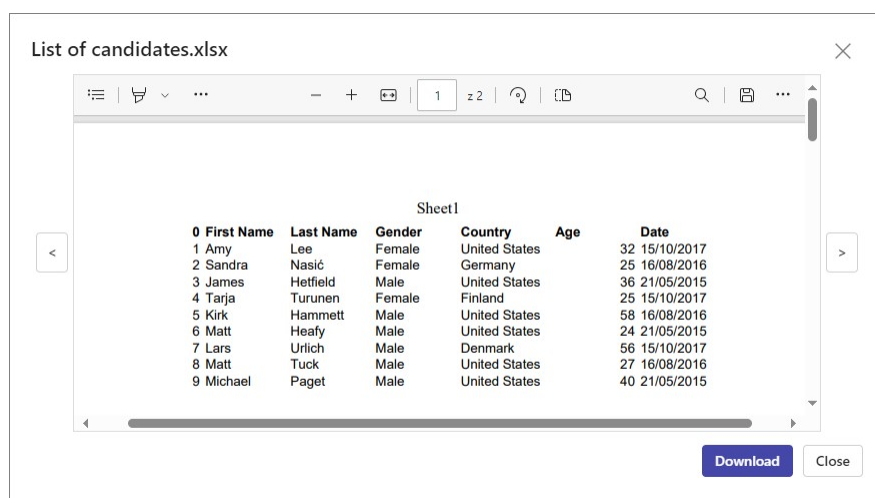 List of candidates.xlsx
1 z 2
Sheet1
0 First Name Last Name Gender Country Age Date
1 Amy Lee Female United States 32 15/10/2017
2 Sandra Nasić Female Germany 25 16/08/2016
3 James Hetfield Male United States 36 21/05/2015
4 Tarja Turunen Female Finland 25 15/10/2017
5 Kirk Hammett Male United States 58 16/08/2016
6 Matt Heafy Male United States 24 21/05/2015
7 Lars Urlich Male Denmark 56 15/10/2017
8 Matt Tuck Male United States 27 16/08/2016
9 Michael Paget Male United States 40 21/05/2015
< >
Download Close